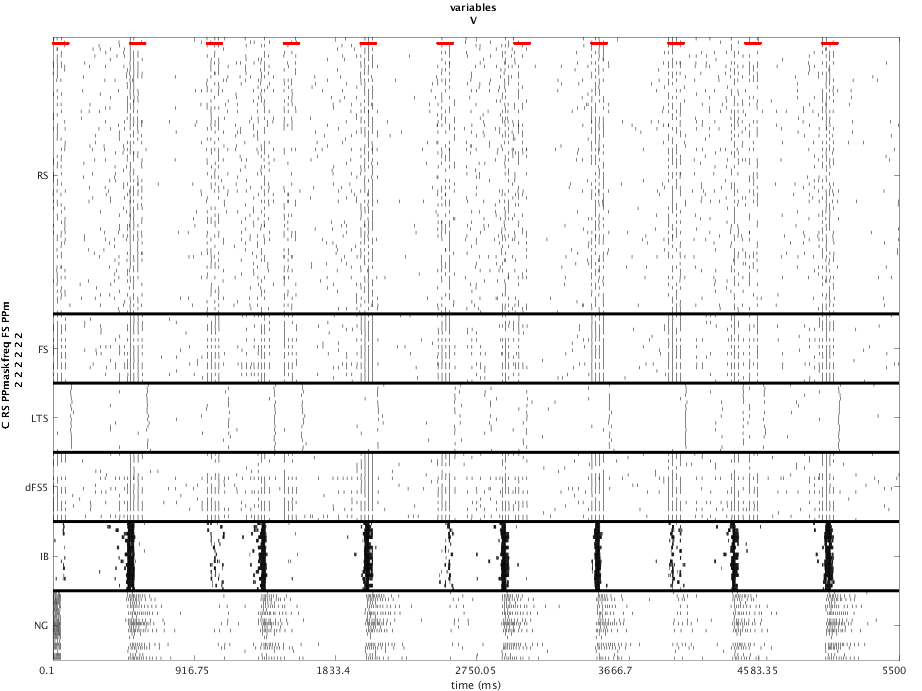 variables
V
C RS PPmaskfreq FS PPm
2 2 2 2 2 2
RS
FS
LTS
dFS5
IB
NG
0.1 916.75 1833.4 2750.05 3666.7 4583.35 5500
time (ms)